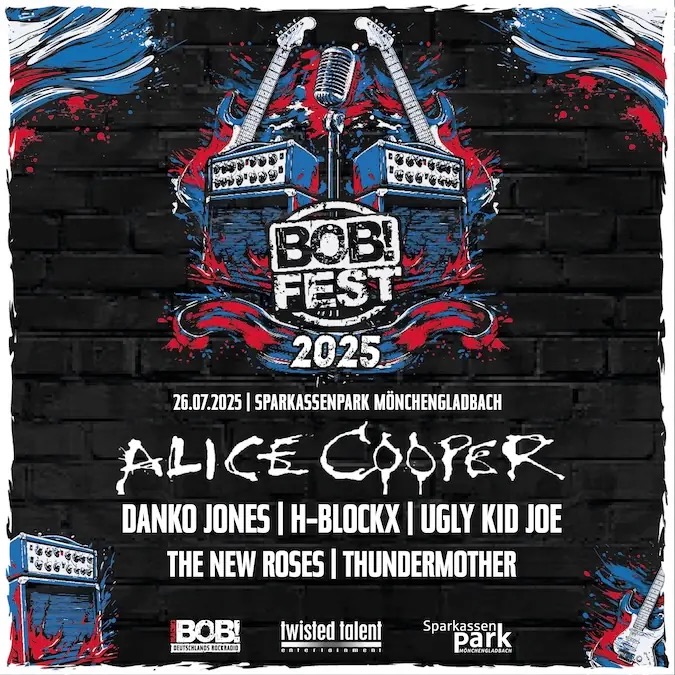 BOB!
FEST
2025
26.07.2025 | SPARKASSENPARK MÖNCHENGLADBACH
ALICE COOPER
DANKO JONES | H-BLOCKX | UGLY KID JOE
THE NEW ROSES | THUNDERMOTHER
RADIO BOB!
DEUTSCHLANDS ROCKRADIO
twisted talent
entertainment
Sparkassen
park
MÖNCHENGLADBACH